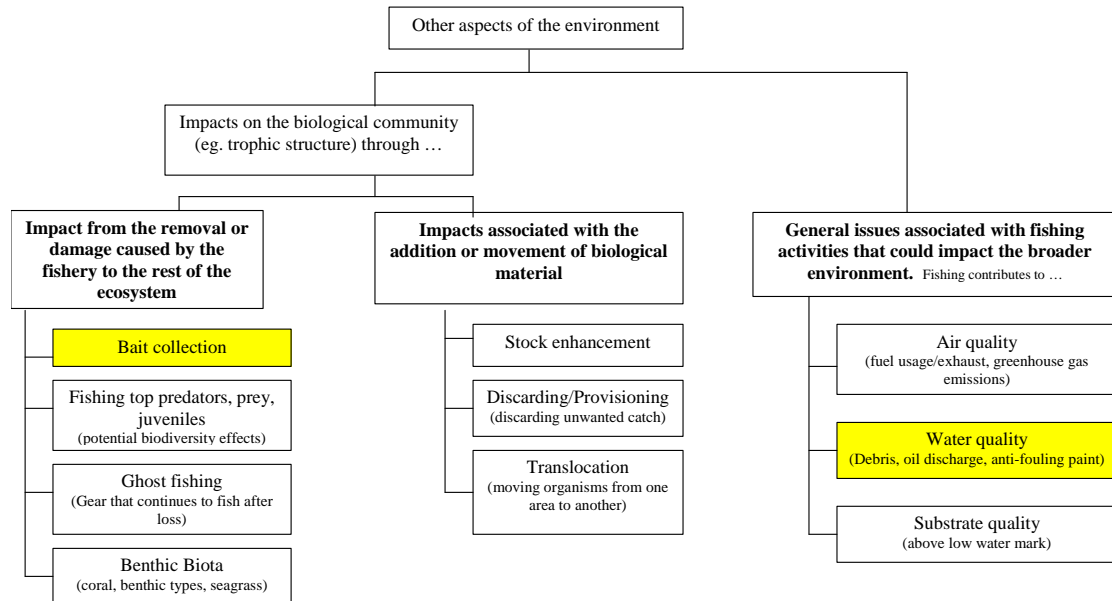 Other aspects of the environment
Impacts on the biological community
(eg. trophic structure) through …
Impact from the removal or
damage caused by the
fishery to the rest of the
ecosystem
Bait collection
Fishing top predators, prey,
juveniles
(potential biodiversity effects)
Ghost fishing
(Gear that continues to fish after
loss)
Benthic Biota
(coral, benthic types, seagrass)
Impacts associated with the
addition or movement of biological
material
Stock enhancement
Discarding/Provisioning
(discarding unwanted catch)
Translocation
(moving organisms from one
area to another)
General issues associated with fishing
activities that could impact the broader
environment. Fishing contributes to …
Air quality
(fuel usage/exhaust, greenhouse gas
emissions)
Water quality
(Debris, oil discharge, anti-fouling paint)
Substrate quality
(above low water mark)